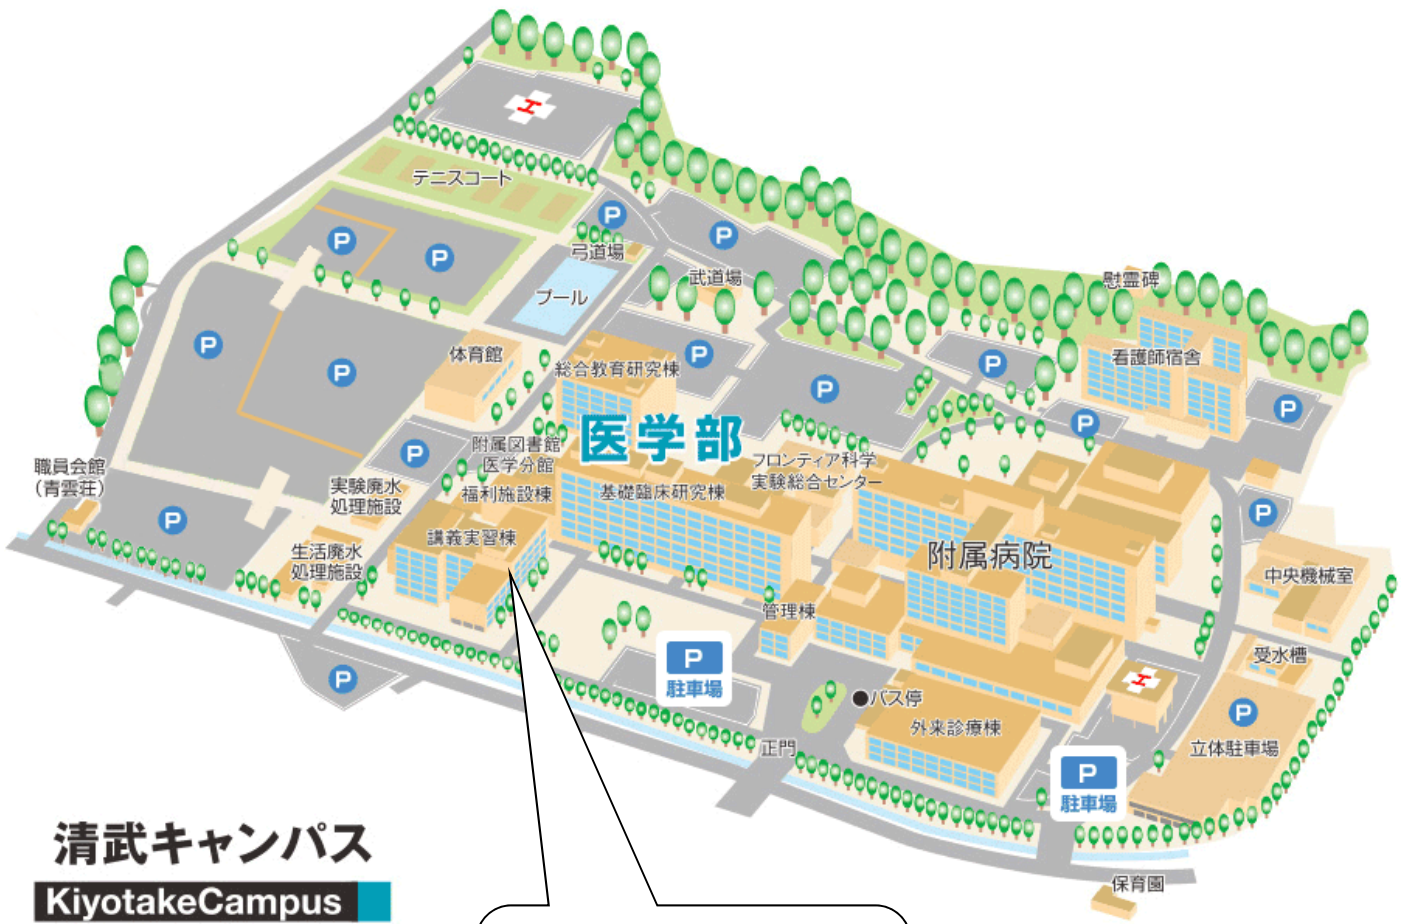 テニスコート
P
P
P
P
弓道場
武道場
慰霊碑
プール
P
P
体育館
総合教育研究棟
P
P
P
看護師宿舎
P
P
医学部
P
附属図書館
医学分館
フロンティア科学
実験総合センター
職員会館
(青雲荘)
実験廃水
処理施設
福利施設棟
基礎臨床研究棟
P
P
講義実習棟
生活廃水
処理施設
附属病院
中央機械室
管理棟
受水槽
P
P
駐車場
バス停
外来診療棟
P
立体駐車場
正門
P
駐車場
清武キャンパス
KiyotakeCampus
保育園